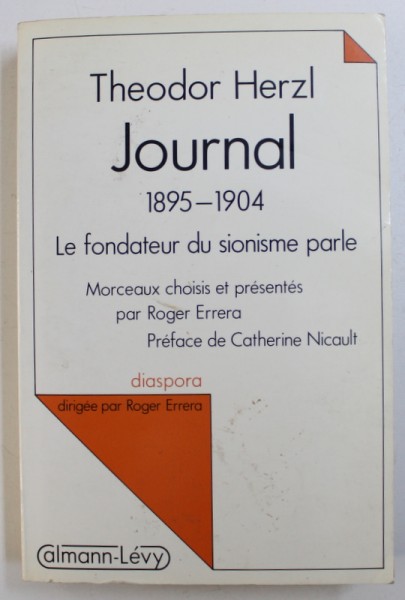 Theodor Herzl
Journal
1895–1904
Le fondateur du sionisme parle
Morceaux choisis et présentés
par Roger Errera
Préface de Catherine Nicault
diaspora
dirigée par Roger Errera
Calmann-Lévy